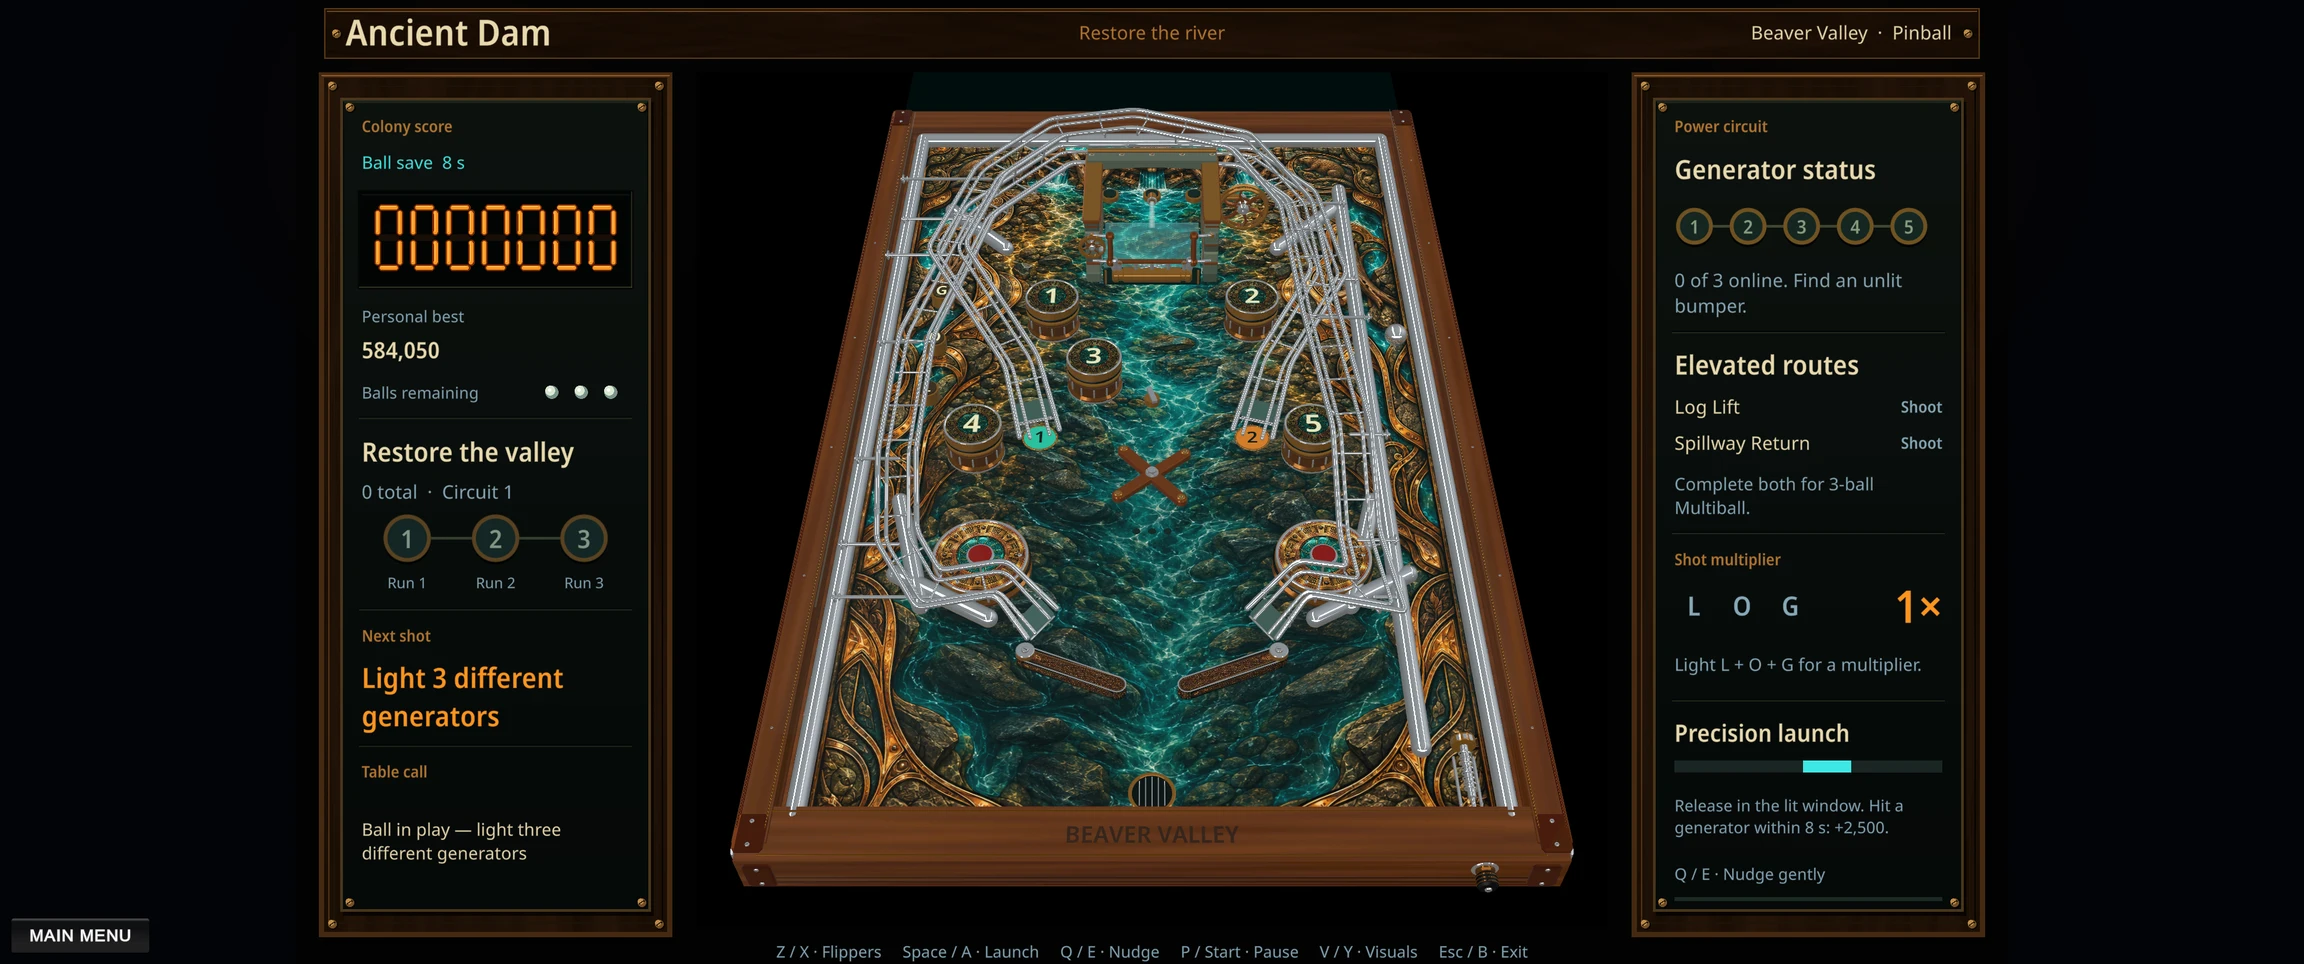 Ancient Dam
Restore the river
Beaver Valley · Pinball
Colony score
Ball save 8 s
0000000
Personal best
584,050
Balls remaining
Restore the valley
0 total · Circuit 1
1 2 3
Run 1 Run 2 Run 3
Next shot
Light 3 different
generators
Table call
Ball in play — light three
different generators
G
1
2
3
4
5
1
2
BEAVER VALLEY
Power circuit
Generator status
1 2 3 4 5
0 of 3 online. Find an unlit
bumper.
Elevated routes
Log Lift Shoot
Spillway Return Shoot
Complete both for 3-ball
Multiball.
Shot multiplier
L O G 1×
Light L + O + G for a multiplier.
Precision launch
Release in the lit window. Hit a
generator within 8 s: +2,500.
Q / E · Nudge gently
MAIN MENU
Z / X · Flippers Space / A · Launch Q / E · Nudge P / Start · Pause V / Y · Visuals Esc / B · Exit